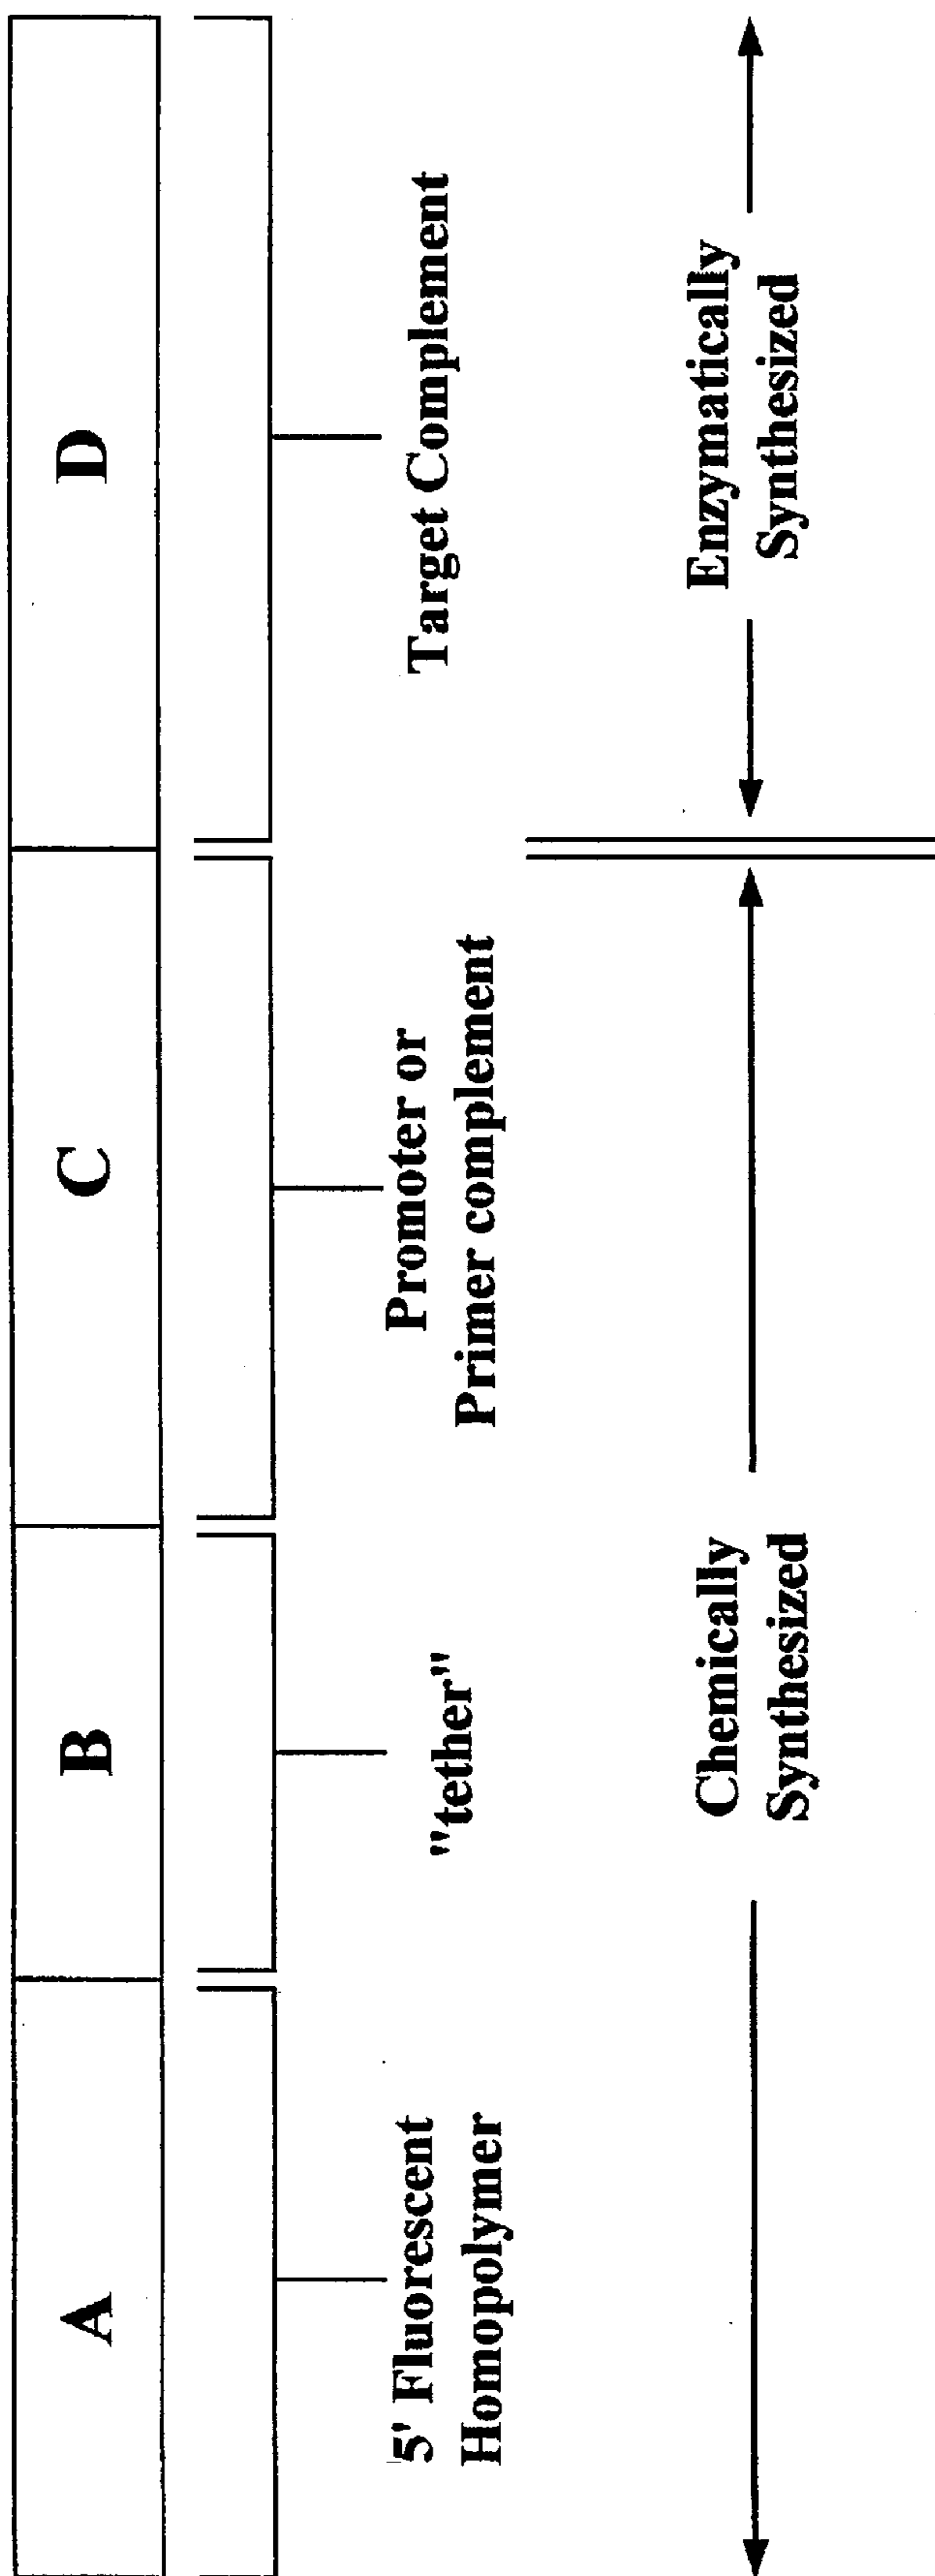 A
B
C
D
5' Fluorescent
Homopolymer
"tether"
Promoter or
Primer complement
Target Complement
Chemically
Synthesized
Enzymatically
Synthesized